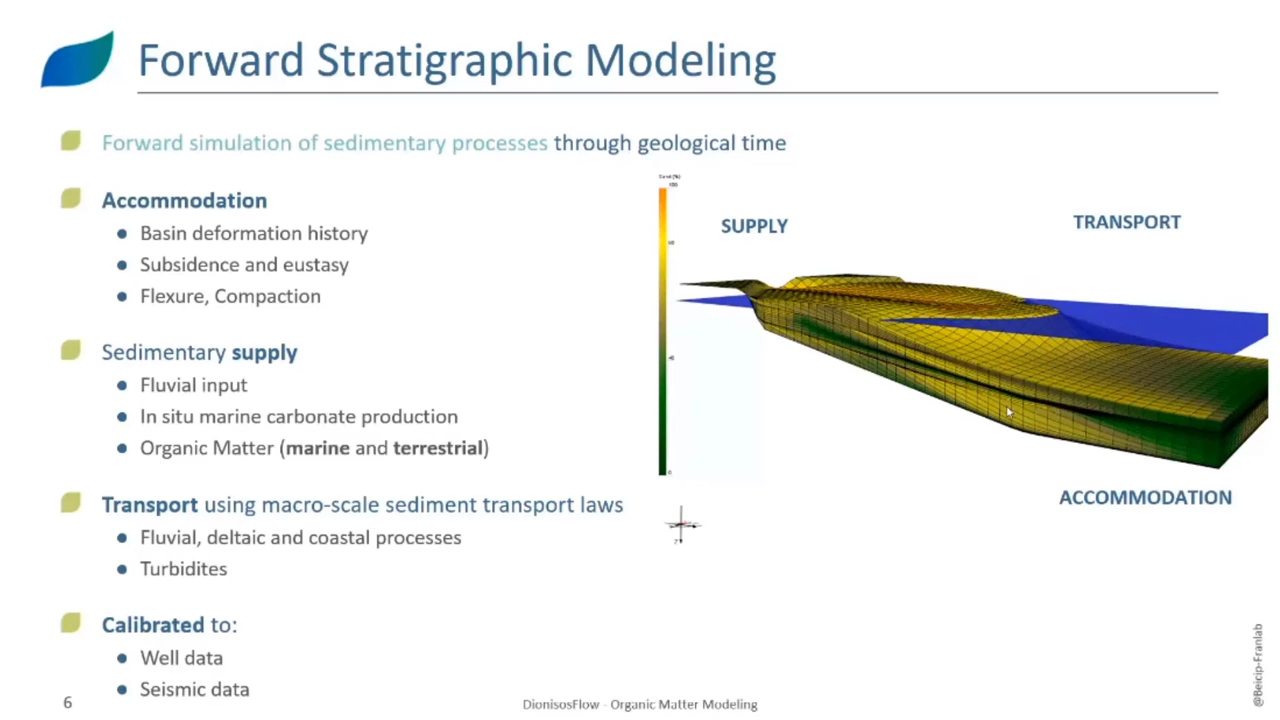 Forward Stratigraphic Modeling
Forward simulation of sedimentary processes through geological time
Accommodation
Basin deformation history
Subsidence and eustasy
Flexure, Compaction
Sedimentary supply
Fluvial input
In situ marine carbonate production
Organic Matter (marine and terrestrial)
Transport using macro-scale sediment transport laws
Fluvial, deltaic and coastal processes
Turbidites
Calibrated to:
Well data
Seismic data
100
SUPPLY
TRANSPORT
ACCOMMODATION
6
DionisosFlow - Organic Matter Modeling
@Beicip-Franlab